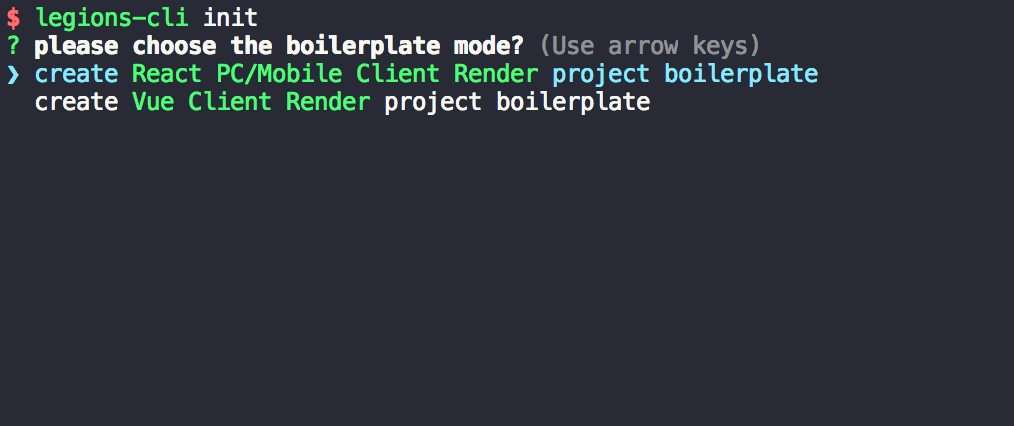 $ legions-cli init
? please choose the boilerplate mode? (Use arrow keys)
❯ create React PC/Mobile Client Render project boilerplate
create Vue Client Render project boilerplate